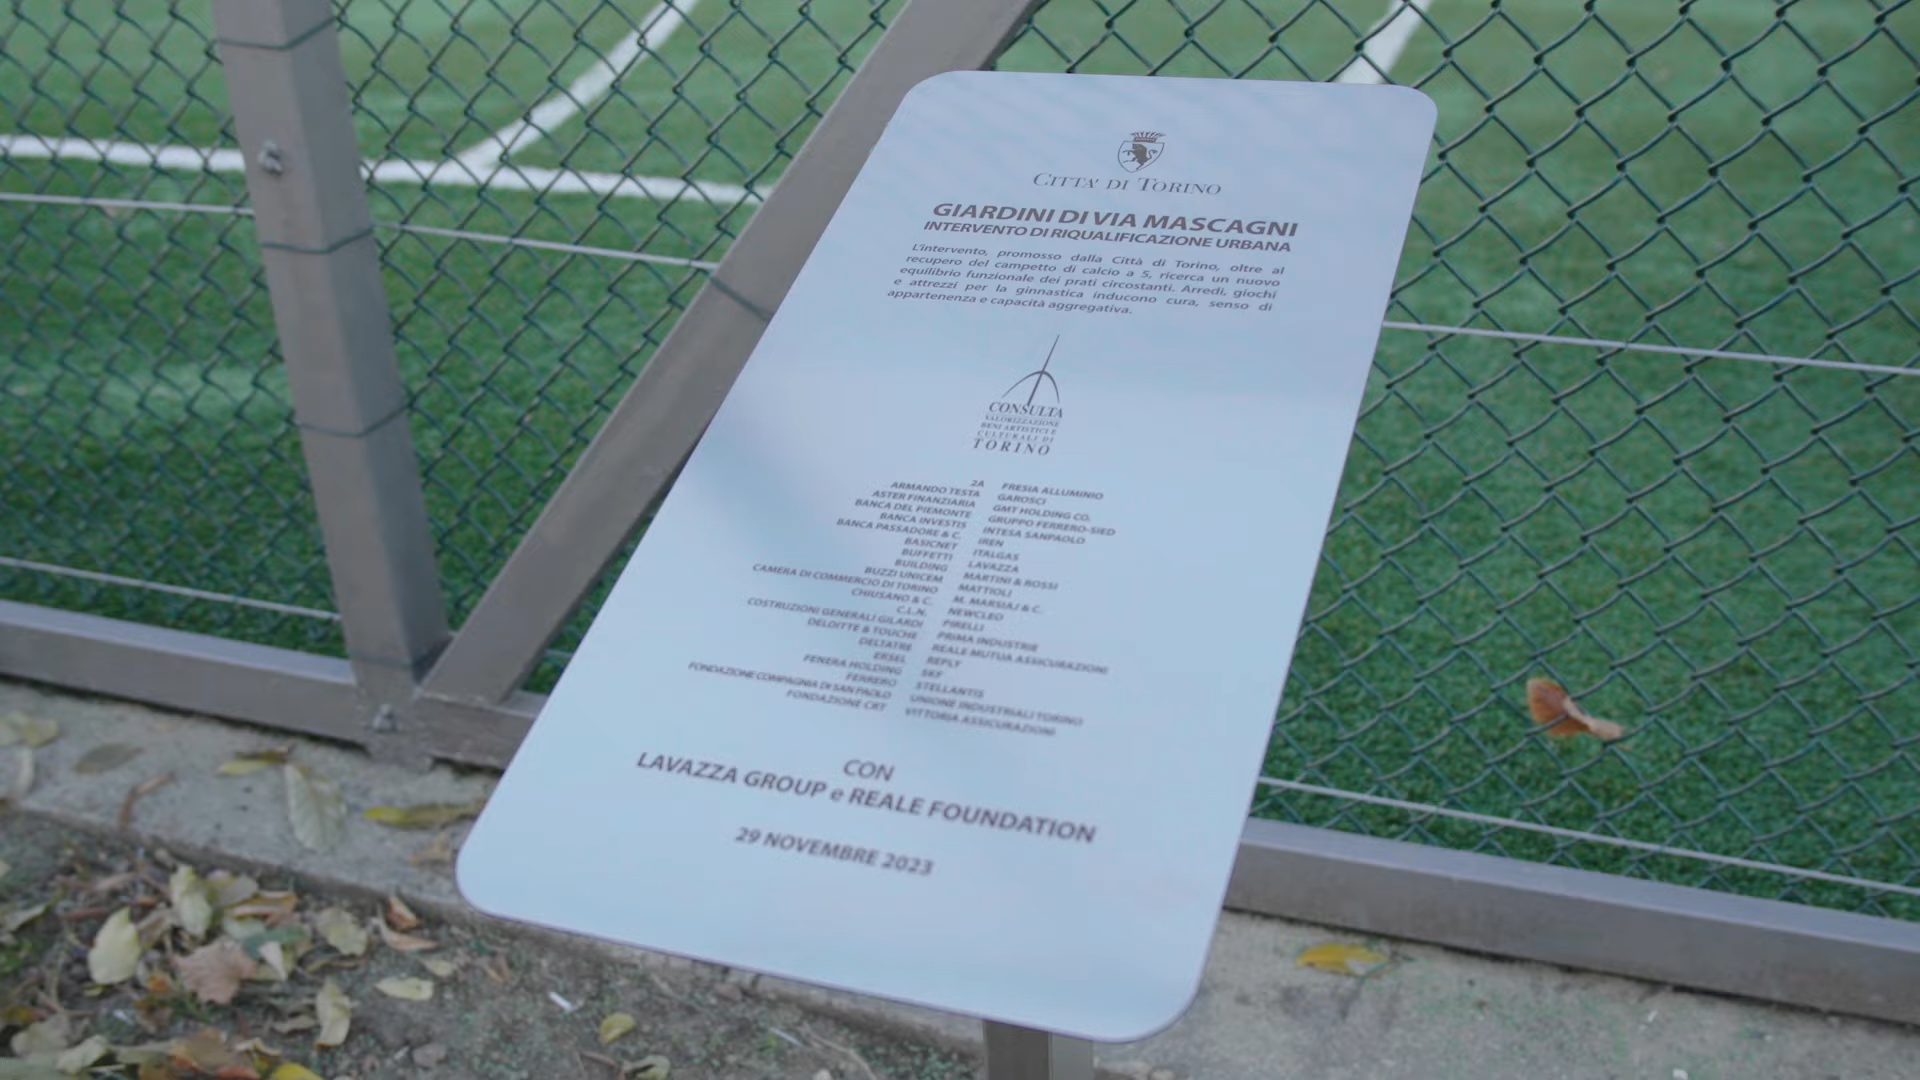 CITTA' DI TORINO
GIARDINI DI VIA MASCAGNI
INTERVENTO DI RIQUALIFICAZIONE URBANA
L'intervento, promosso dalla Città di Torino, oltre al
recupero del campetto di calcio a 5, ricerca un nuovo
equilibrio funzionale dei prati circostanti. Arredi, giochi
e attrezzi per la ginnastica inducono cura, senso di
appartenenza e capacità aggregativa.
CONSULTA
VALORIZZAZIONE
BENI ARTISTICI E
CULTURALI DI
TORINO
2A
ARMANDO TESTA
ASTER FINANZIARIA
BANCA DEL PIEMONTE
BANCA INVESTIS
BANCA PASSADORE & C.
BASICNET
BUFFETTI
BUILDING
BUZZI UNICEM
CAMERA DI COMMERCIO DI TORINO
CHIUSANO & C.
C.L.N.
COSTRUZIONI GENERALI GILARDI
DELOITTE & TOUCHE
DELTATRE
ERSEL
FENERA HOLDING
FERRERO
FONDAZIONE COMPAGNIA DI SAN PAOLO
FONDAZIONE CRT
FRESIA ALLUMINIO
GAROSCI
GMT HOLDING CO.
GRUPPO FERRERO-SIED
INTESA SANPAOLO
IREN
ITALGAS
LAVAZZA
MARTINI & ROSSI
MATTIOLI
M. MARSIAJ & C.
NEWCLEO
PIRELLI
PRIMA INDUSTRIE
REALE MUTUA ASSICURAZIONI
REPLY
SKF
STELLANTIS
UNIONE INDUSTRIALI TORINO
VITTORIA ASSICURAZIONI
CON
LAVAZZA GROUP e REALE FOUNDATION
29 NOVEMBRE 2023